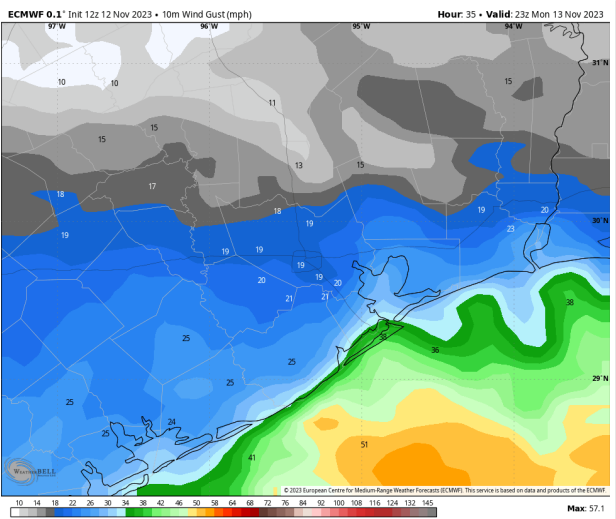 ECMWF 0.1° Init 12z 12 Nov 2023 • 10m Wind Gust (mph)
Hour: 35 • Valid: 23z Mon 13 Nov 2023
97°W 96°W 95°W 94°W
31°N
10 10 15
11
15
15
13 15
17
18
18 19 20
30°N
19 19 23
19 19
19
20 19 20
21 21
38
25 38
36
25
29°N
25
25
24
25
51
41
WEATHERBELL
© 2023 European Centre for Medium-Range Weather Forecasts (ECMWF). This service is based on data and products of the ECMWF.
10 14 18 22 26 30 34 38 42 46 50 54 58 64 68 72 76 80 84 92 100 108 116 124 132 145
Max: 57.1